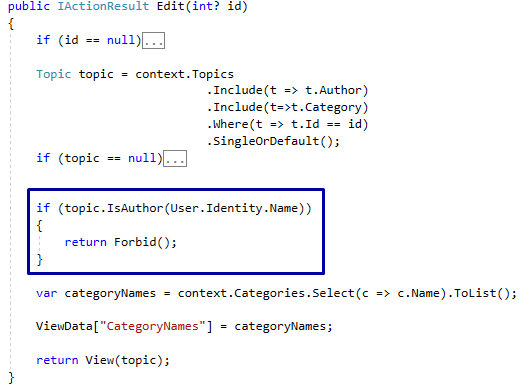 public IActionResult Edit(int? id)
{
if (id == null)...
Topic topic = context.Topics
.Include(t => t.Author)
.Include(t=>t.Category)
.Where(t => t.Id == id)
.SingleOrDefault();
if (topic == null)...
if (topic.IsAuthor(User.Identity.Name))
{
return Forbid();
}
var categoryNames = context.Categories.Select(c => c.Name).ToList();
ViewData["CategoryNames"] = categoryNames;
return View(topic);
}